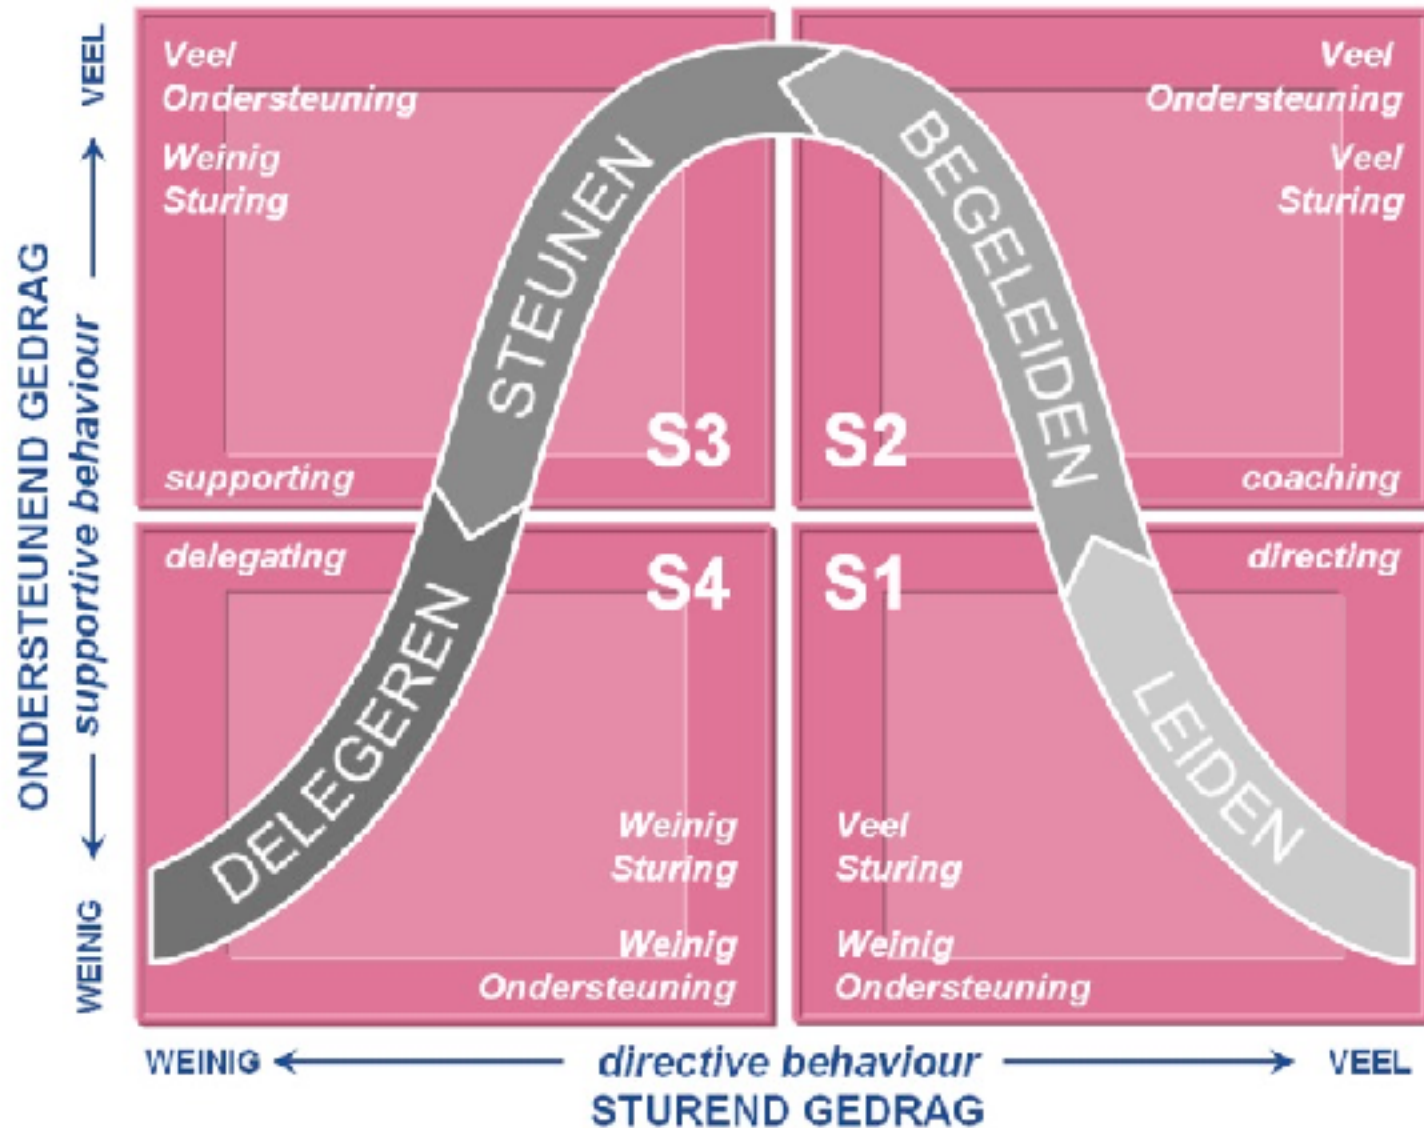 ONDERSTEUNEND GEDRAG
supportive behaviour
VEEL
WEINIG
Veel
Ondersteuning
Weinig
Sturing
STEUNEN
S3
supporting
Veel
Ondersteuning
Veel
Sturing
BEGELEIDEN
S2
coaching
delegating
S4
DELEGEREN
Weinig
Sturing
Weinig
Ondersteuning
directing
S1
LEIDEN
Veel
Sturing
Weinig
Ondersteuning
WEINIG
directive behaviour
VEEL
STUREND GEDRAG